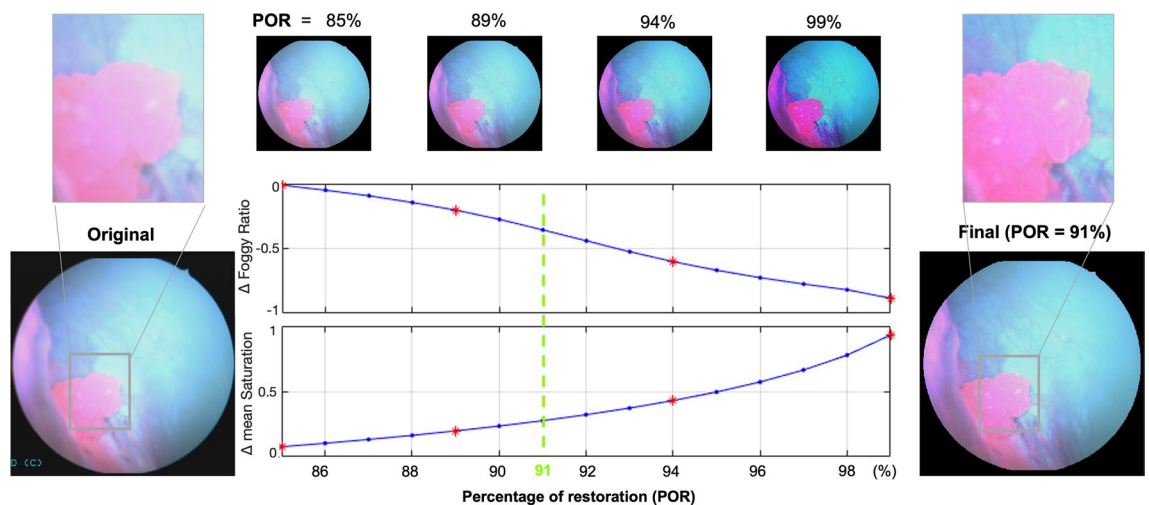 POR = 85% 89% 94% 99%
Original
Final (POR = 91%)
Δ Foggy Ratio
0
-0.5
-1
Δ mean Saturation
1
0.5
0
D (C)
86 88 90 91 92 94 96 98 (%)
Percentage of restoration (POR)